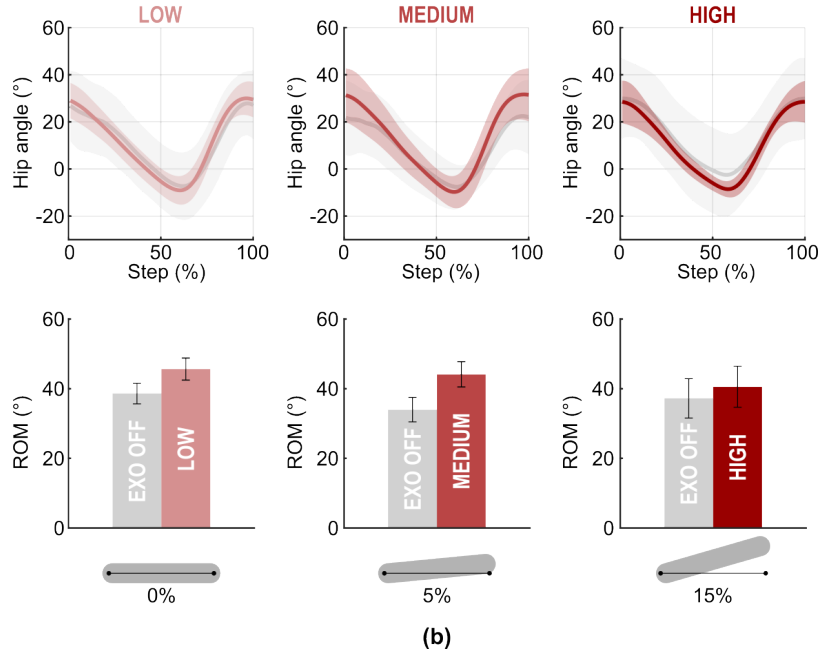 LOW MEDIUM HIGH
60 60 60
40 40 40
20 20 20
0 0 0
-20 -20 -20
Hip angle (°) Hip angle (°) Hip angle (°)
0 50 100 0 50 100 0 50 100
Step (%) Step (%) Step (%)
60 60 60
40 40 40
20 20 20
0 0 0
ROM (°) ROM (°) ROM (°)
EXO OFF LOW EXO OFF MEDIUM EXO OFF HIGH
0% 5% 15%
(b)